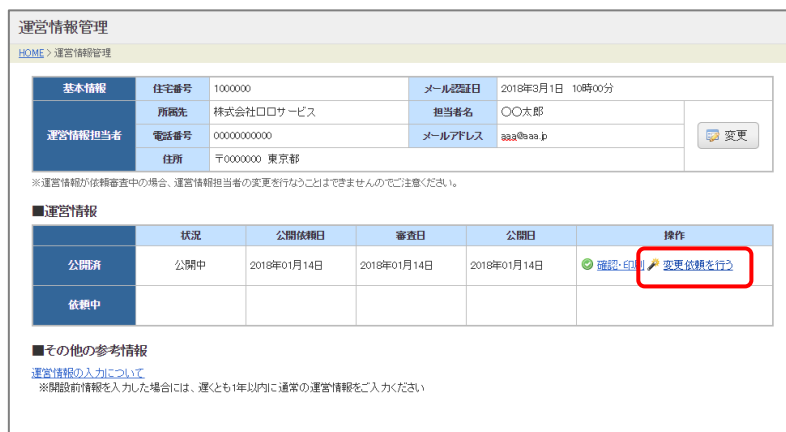 運営情報管理
HOME > 運営情報管理
基本情報 住宅番号 1000000 メール認証日 2018年3月1日 10時00分
運営情報担当者 所属先 株式会社ロロサービス 担当者名 〇〇太郎
電話番号 00000000000 メールアドレス aaa@aaa.jp
住所 〒0000000 東京都
変更
※運営情報が依頼審査中の場合、運営情報担当者の変更を行なうことはできませんのでご注意ください。
■運営情報
状況 公開依頼日 審査日 公開日 操作
公開済 公開中 2018年01月14日 2018年01月14日 2018年01月14日 確認・印刷 変更依頼を行う
依頼中
■その他の参考情報
運営情報の入力について
※開設前情報を入力した場合には、遅くとも1年以内に通常の運営情報をご入力ください